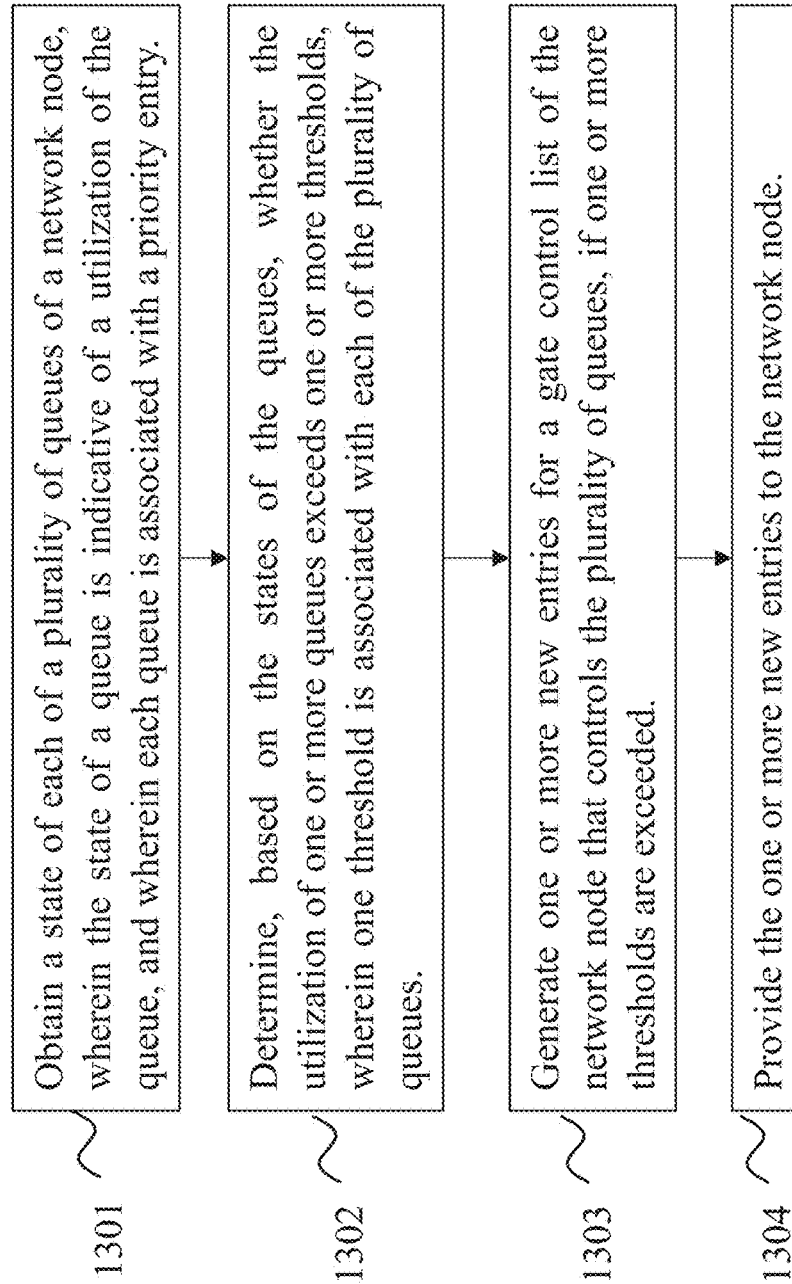 1301
Obtain a state of each of a plurality of queues of a network node,
wherein the state of a queue is indicative of a utilization of the
queue, and wherein each queue is associated with a priority entry.
1302
Determine, based on the states of the queues, whether the
utilization of one or more queues exceeds one or more thresholds,
wherein one threshold is associated with each of the plurality of
queues.
1303
Generate one or more new entries for a gate control list of the
network node that controls the plurality of queues, if one or more
thresholds are exceeded.
1304
Provide the one or more new entries to the network node.